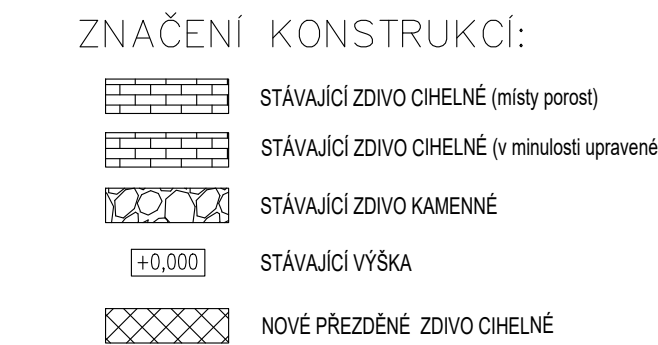 ZNAČENÍ KONSTRUKCÍ:
STÁVAJÍCÍ ZDIVO CIHELNÉ (místy porost)
STÁVAJÍCÍ ZDIVO CIHELNÉ (v minulosti upravené
STÁVAJÍCÍ ZDIVO KAMENNÉ
+0,000 STÁVAJÍCÍ VÝŠKA
NOVÉ PŘEZDĚNÉ ZDIVO CIHELNÉ